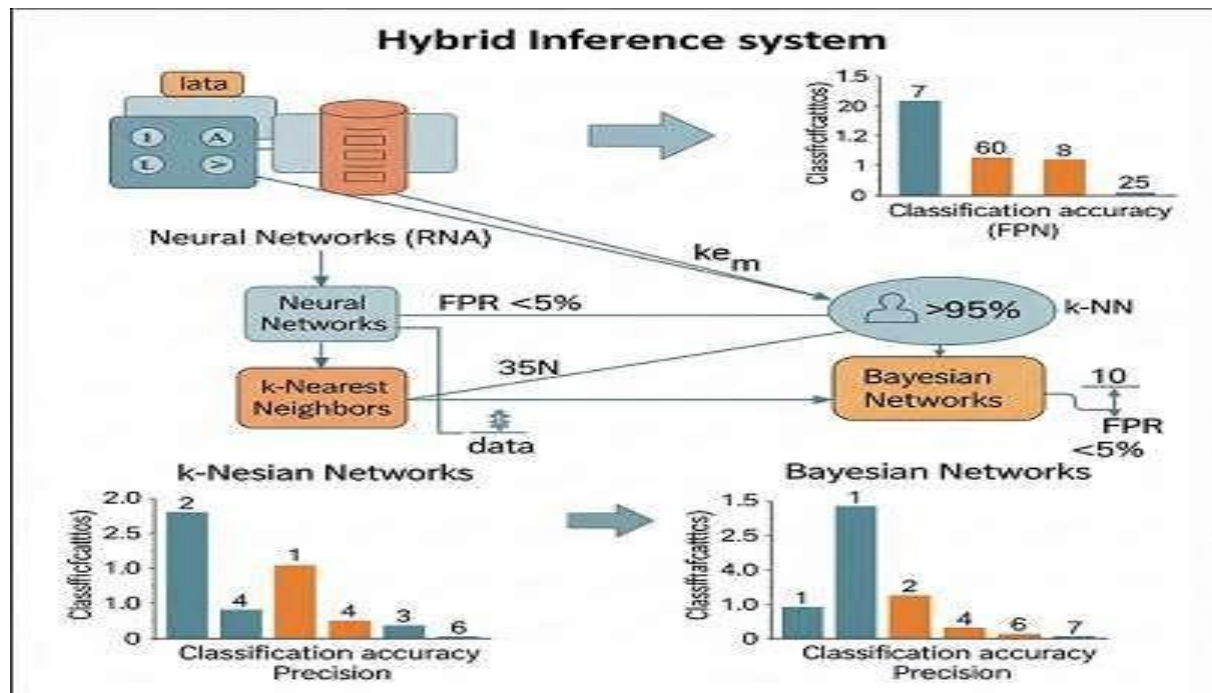 Hybrid Inference system
lata
1
A
L
>
Neural Networks (RNA)
1.5
20
1.2
1
0
7
60
8
25
Classification accuracy
(FPN)
ke m
Neural
Networks
FPR <5%
>95%
k-NN
k-Nearest
Neighbors
35N
data
Bayesian
Networks
10
FPR
<5%
k-Nesian Networks
2.0
2.5
1.0
1.0
0
2
4
1
4
3
6
Classification accuracy
Precision
Bayesian Networks
1.5
2.5
4.0
1.0
0
1
1
2
4
6
7
Classification accuracy
Precision